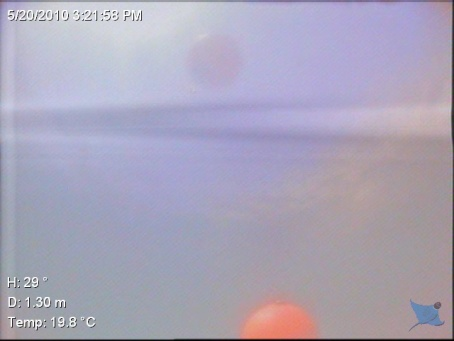 5/20/2010 3:21:58 PM
H: 29 °
D: 1.30 m
Temp: 19.8 °C